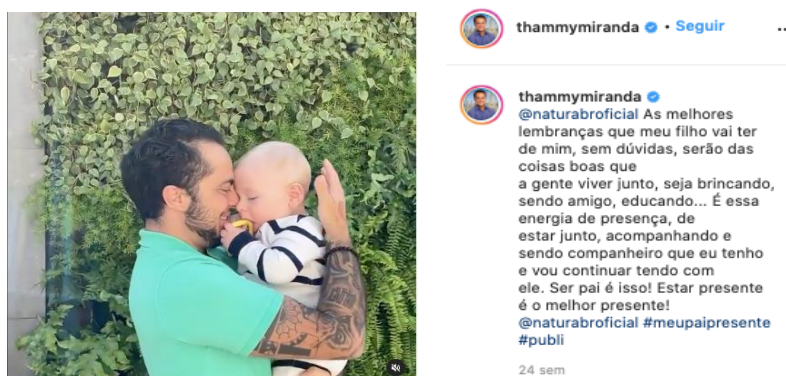 thammymiranda • Seguir
thammymiranda
@naturabroficial As melhores
lembranças que meu filho vai ter
de mim, sem dúvidas, serão das
coisas boas que
a gente viver junto, seja brincando,
sendo amigo, educando... É essa
energia de presença, de
estar junto, acompanhando e
sendo companheiro que eu tenho
e vou continuar tendo com
ele. Ser pai é isso! Estar presente
é o melhor presente!
@naturabroficial #meupaipresente
#publi
24 sem